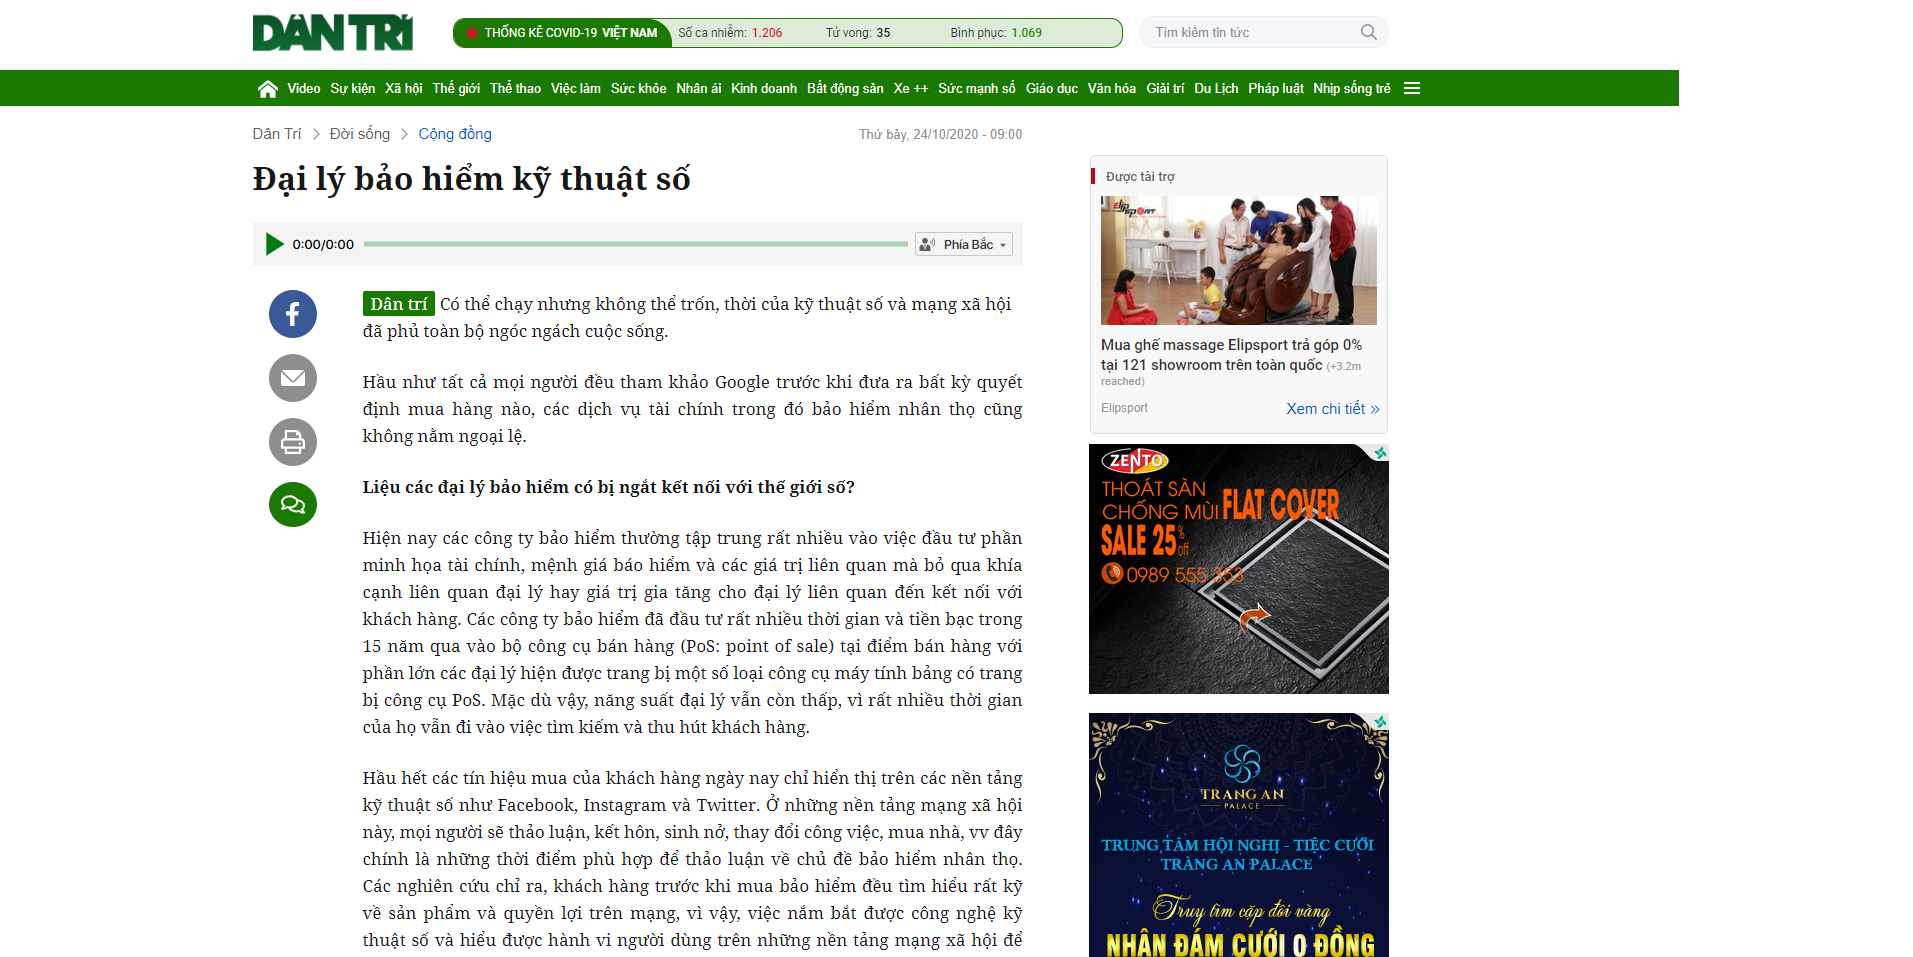 DÂN TRÍ
THỐNG KÊ COVID-19 VIỆT NAM Số ca nhiễm: 1.206 Tử vong: 35 Bình phục: 1.069
Tìm kiếm tin tức
Video Sự kiện Xã hội Thế giới Thể thao Việc làm Sức khỏe Nhân ái Kinh doanh Bất động sản Xe ++ Sức mạnh số Giáo dục Văn hóa Giải trí Du Lịch Pháp luật Nhịp sống trẻ
Dân Trí > Đời sống > Cộng đồng
Thứ bảy, 24/10/2020 - 09:00
Đại lý bảo hiểm kỹ thuật số
0:00/0:00 Phía Bắc
Dân trí Có thể chạy nhưng không thể trốn, thời của kỹ thuật số và mạng xã hội
đã phủ toàn bộ ngóc ngách cuộc sống.
Hầu như tất cả mọi người đều tham khảo Google trước khi đưa ra bất kỳ quyết
định mua hàng nào, các dịch vụ tài chính trong đó bảo hiểm nhân thọ cũng
không nằm ngoại lệ.
Liệu các đại lý bảo hiểm có bị ngắt kết nối với thế giới số?
Hiện nay các công ty bảo hiểm thường tập trung rất nhiều vào việc đầu tư phần
minh họa tài chính, mệnh giá báo hiểm và các giá trị liên quan mà bỏ qua khía
cạnh liên quan đại lý hay giá trị gia tăng cho đại lý liên quan đến kết nối với
khách hàng. Các công ty bảo hiểm đã đầu tư rất nhiều thời gian và tiền bạc trong
15 năm qua vào bộ công cụ bán hàng (PoS: point of sale) tại điểm bán hàng với
phần lớn các đại lý hiện được trang bị một số loại công cụ máy tính bảng có trang
bị công cụ PoS. Mặc dù vậy, năng suất đại lý vẫn còn thấp, vì rất nhiều thời gian
của họ vẫn đi vào việc tìm kiếm và thu hút khách hàng.
Hầu hết các tín hiệu mua của khách hàng ngày nay chỉ hiển thị trên các nền tảng
kỹ thuật số như Facebook, Instagram và Twitter. Ở những nền tảng mạng xã hội
này, mọi người sẽ thảo luận, kết hôn, sinh nở, thay đổi công việc, mua nhà, vv đây
chính là những thời điểm phù hợp để thảo luận về chủ đề bảo hiểm nhân thọ.
Các nghiên cứu chỉ ra, khách hàng trước khi mua bảo hiểm đều tìm hiểu rất kỹ
về sản phẩm và quyền lợi trên mạng, vì vậy, việc nắm bắt được công nghệ kỹ
thuật số và hiểu được hành vi người dùng trên những nền tảng mạng xã hội để
Được tài trợ
Elipsport
Mua ghế massage Elipsport trả góp 0%
tại 121 showroom trên toàn quốc (+3.2m
reached)
Elipsport Xem chi tiết »
ZENTO
THOÁT SÀN
CHỐNG MÙI FLAT COVER
SALE 25% off
0989 555 353
TRANG AN
PALACE
TRUNG TÂM HỘI NGHỊ - TIỆC CƯỚI
TRÀNG AN PALACE
Truy tìm cặp đôi vàng
NHẬN ĐÁM CƯỚI 0 ĐỒNG